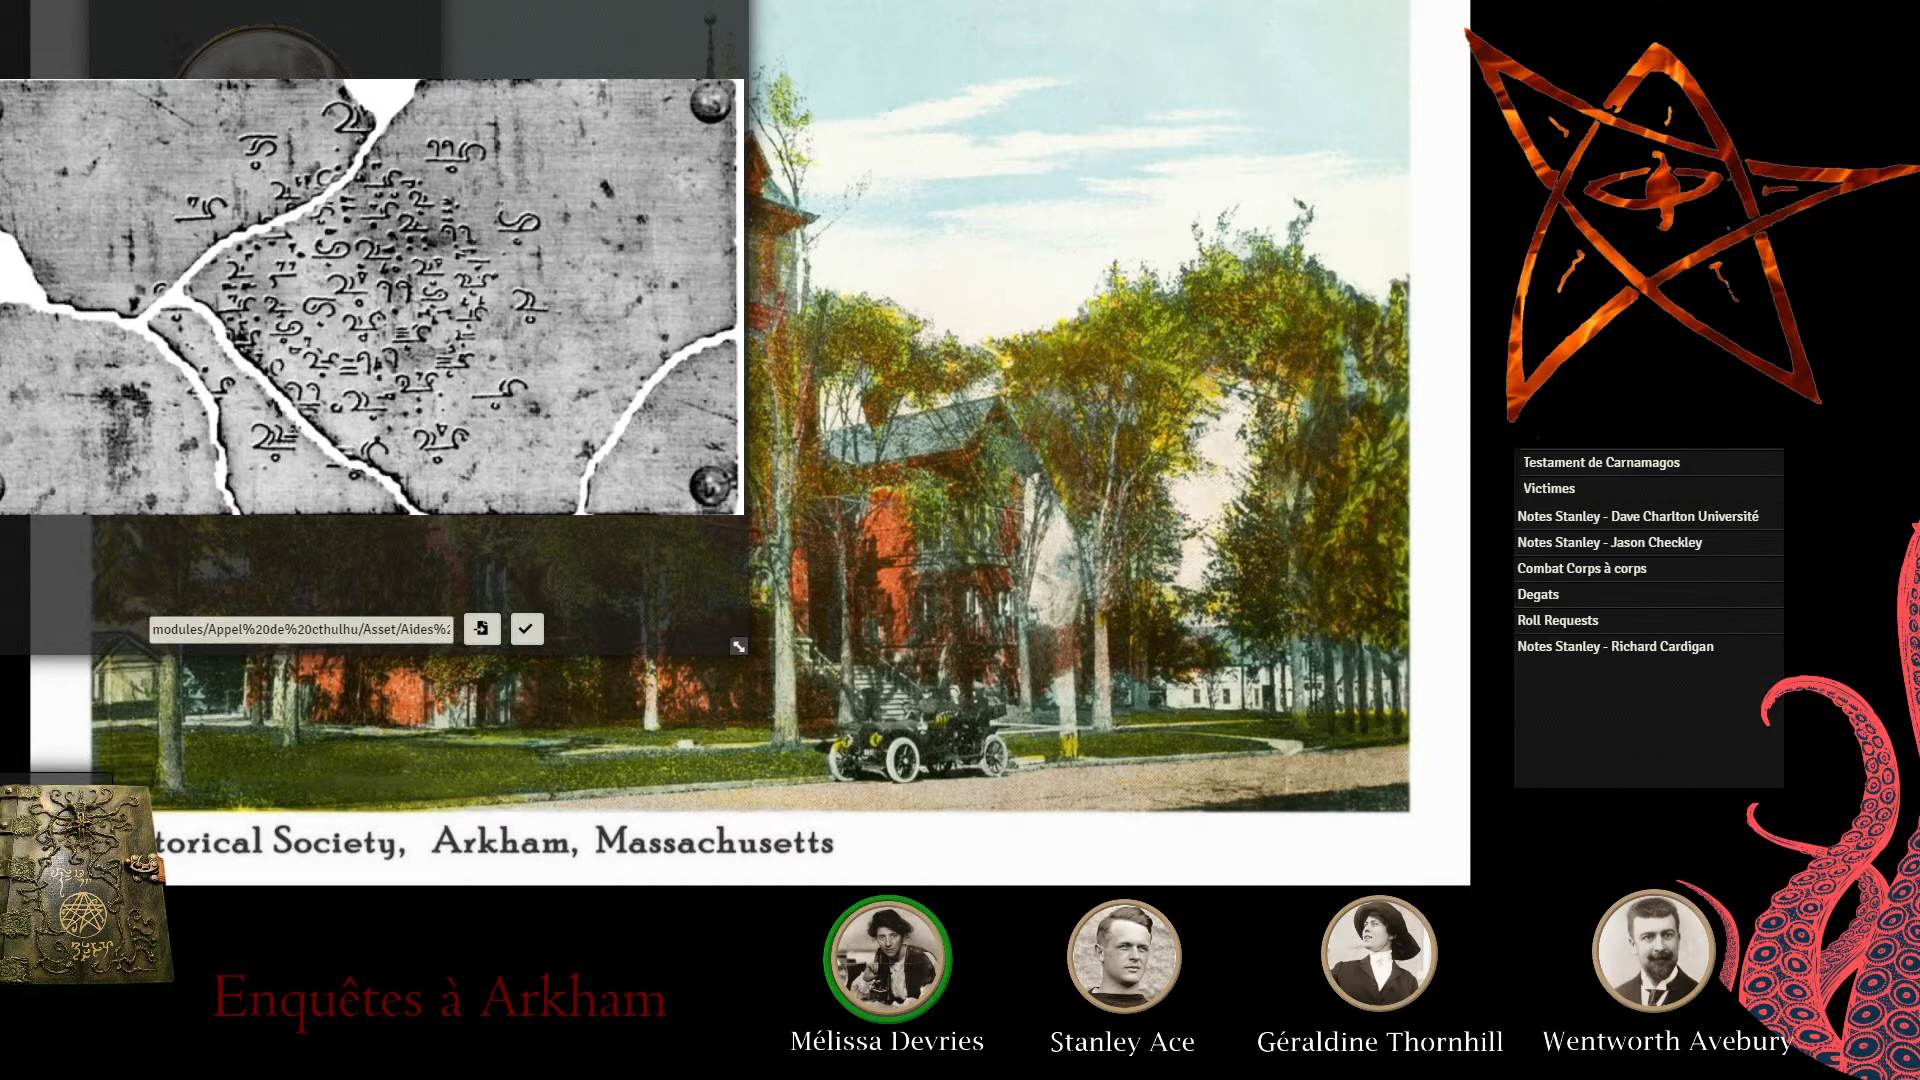 modules/Appel%20de%20cthulhu/Asset/Aides%2
torical Society, Arkham, Massachusetts
Testament de Carnamagos
Victimes
Notes Stanley - Dave Charlton Université
Notes Stanley - Jason Checkley
Combat Corps à corps
Degats
Roll Requests
Notes Stanley - Richard Cardigan
Enquêtes à Arkham
Mélissa Devries
Stanley Ace
Géraldine Thornhill
Wentworth Avebury